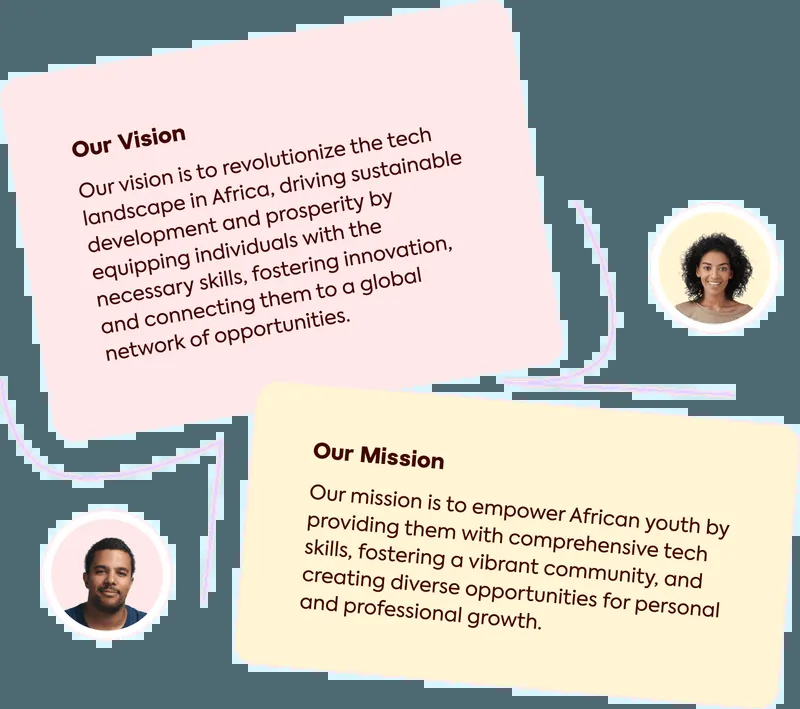 Our Vision
Our vision is to revolutionize the tech
landscape in Africa, driving sustainable
development and prosperity by
equipping individuals with the
necessary skills, fostering innovation,
and connecting them to a global
network of opportunities.
Our Mission
Our mission is to empower African youth by
providing them with comprehensive tech
skills, fostering a vibrant community, and
creating diverse opportunities for personal
and professional growth.